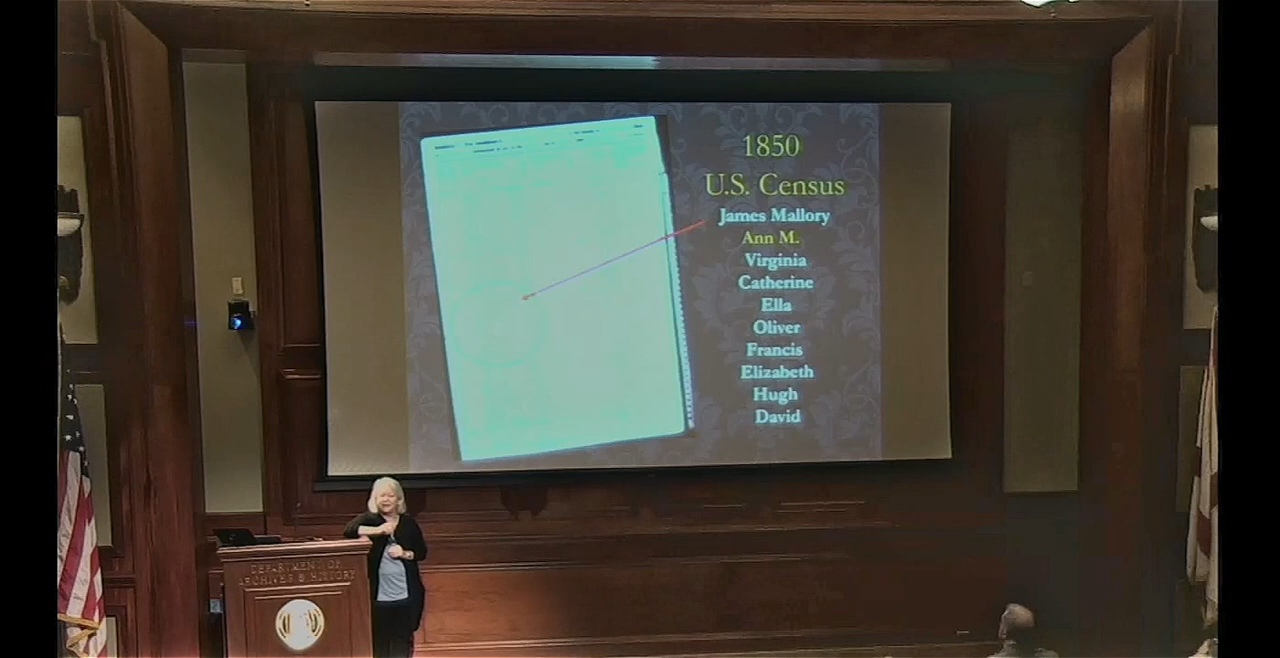 1850
U.S. Census
James Mallory
Ann M.
Virginia
Catherine
Ella
Oliver
Francis
Elizabeth
Hugh
David
DEPARTMENT OF
ARCHIVES & HISTORY